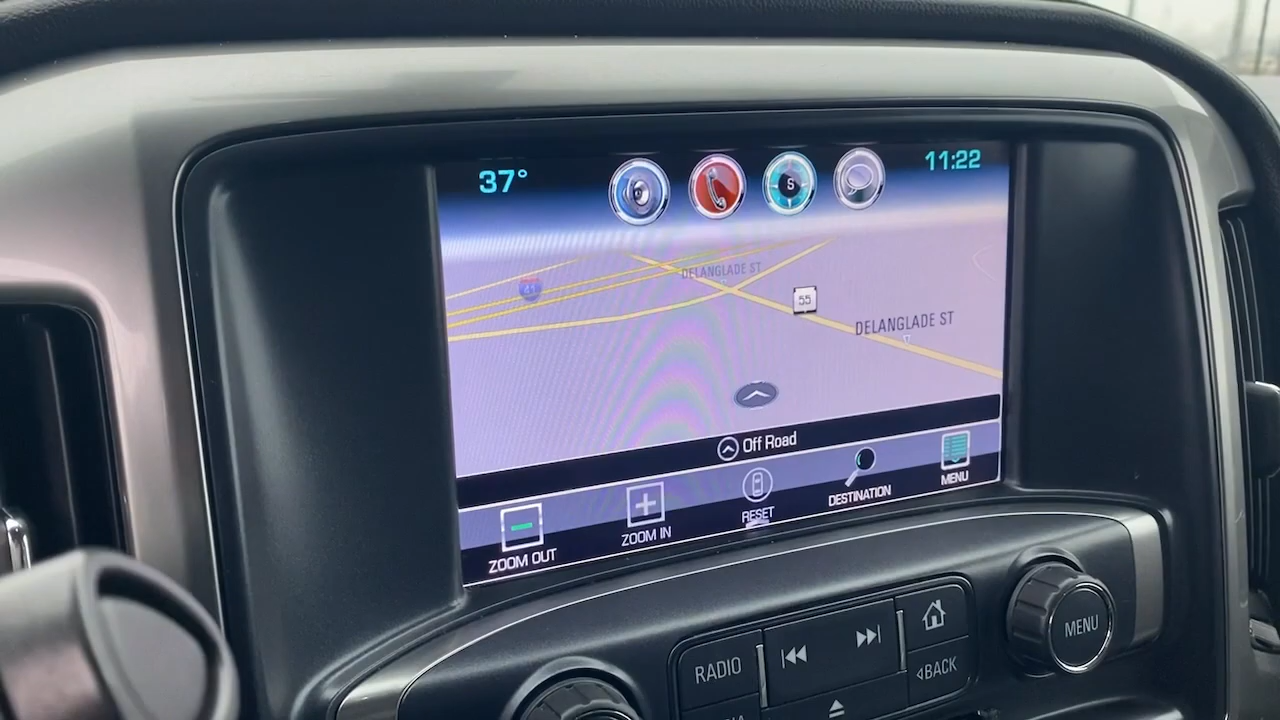 37°
S
11:22
41
DELANGLADE ST
55
DELANGLADE ST
Off Road
ZOOM OUT
ZOOM IN
RESET
DESTINATION
MENU
RADIO
BACK
MENU